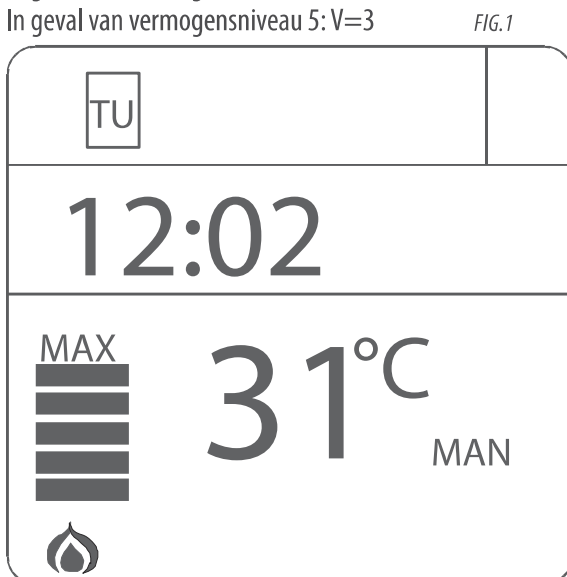 In geval van vermogensniveau 5: V=3 FIG.1
TU
12:02
MAX
31°C
MAN